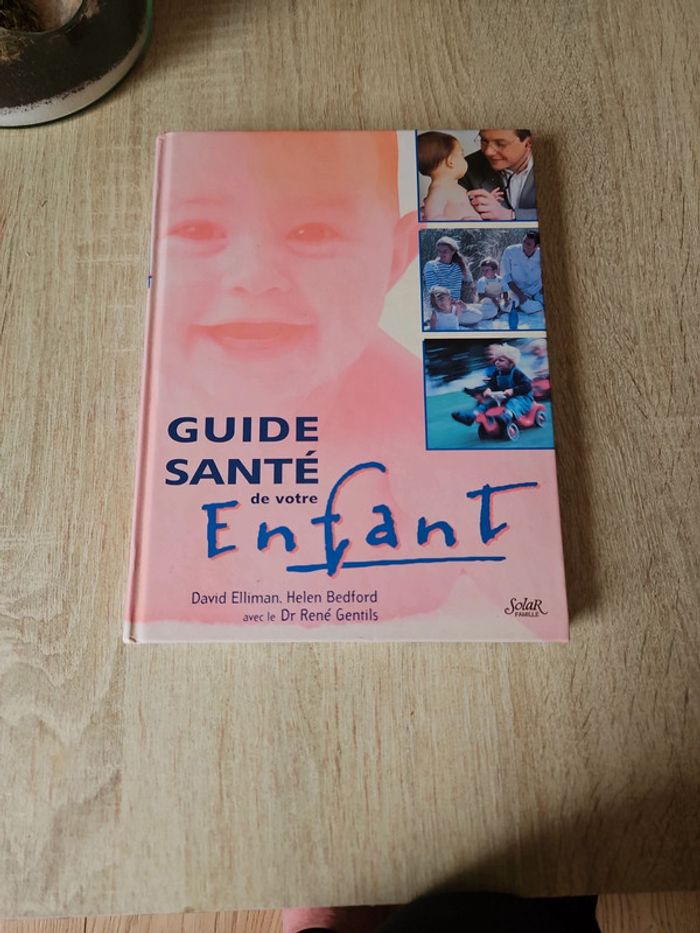 GUIDE
SANTÉ
de votre
Enfant
David Elliman, Helen Bedford
avec le Dr René Gentils
SolaR
FAMILLE